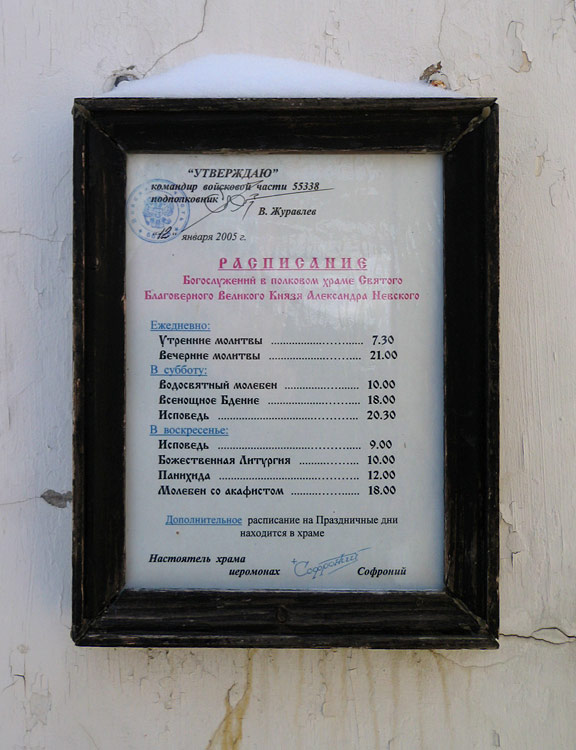 “УТВЕРЖДАЮ”
командир войсковой части 55338
подполковник
В. Журавлев
“12” января 2005 г.
РАСПИСАНИЕ
Богослужений в полковом храме Святого
Благоверного Великого Князя Александра Невского
Ежедневно:
Утренние молитвы ........................ 7.30
Вечерние молитвы ........................ 21.00
В субботу:
Водосвятный молебен ................... 10.00
Всенощное Бдение ....................... 18.00
Исповедь .................................... 20.30
В воскресенье:
Исповедь .................................... 9.00
Божественная Литургия ............... 10.00
Панихида .................................... 12.00
Молебен со акафистом ................. 18.00
Дополнительное расписание на Праздничные дни
находится в храме
Настоятель храма
иеромонах Софроний Софроний